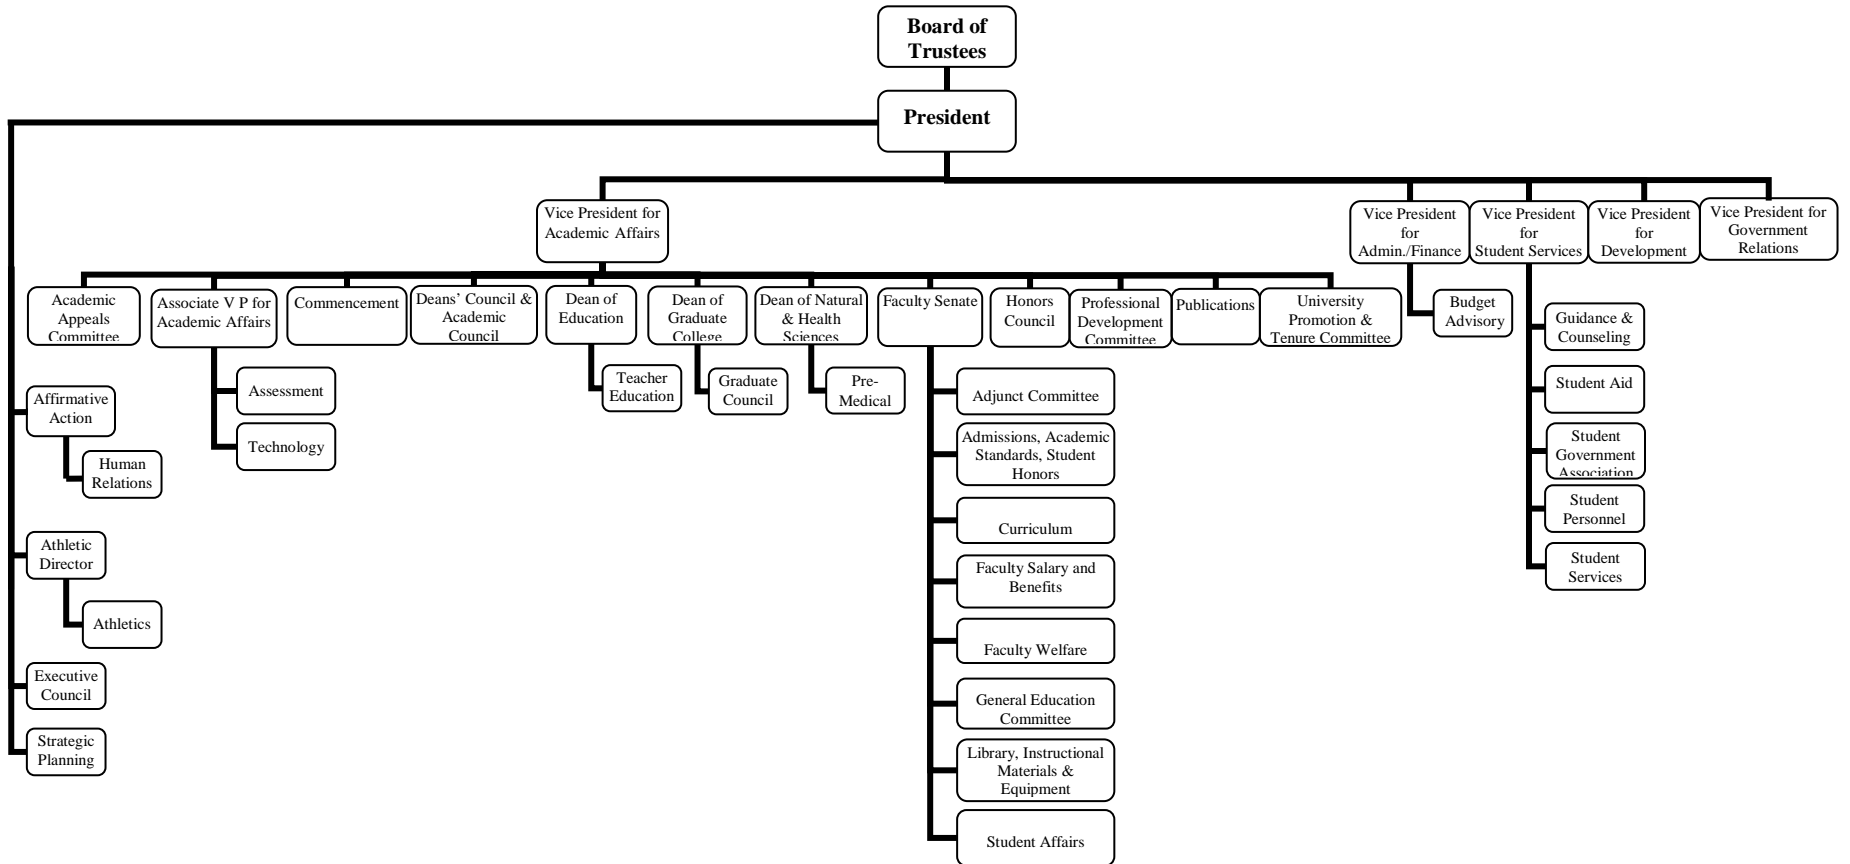 Board of
Trustees
President
Vice President for
Academic Affairs
Vice President
for
Admin./Finance
Vice President
for
Student Services
Vice President
for
Development
Vice President for
Government
Relations
Academic
Appeals
Committee
Associate V P for
Academic Affairs
Commencement
Deans’ Council &
Academic
Council
Dean of
Education
Dean of
Graduate
College
Dean of Natural
& Health
Sciences
Faculty Senate
Honors
Council
Professional
Development
Committee
Publications
University
Promotion &
Tenure Committee
Budget
Advisory
Guidance &
Counseling
Student Aid
Student
Government
Association
Student
Personnel
Student
Services
Assessment
Technology
Teacher
Education
Graduate
Council
Pre-
Medical
Adjunct Committee
Admissions, Academic
Standards, Student
Honors
Curriculum
Faculty Salary and
Benefits
Faculty Welfare
General Education
Committee
Library, Instructional
Materials &
Equipment
Student Affairs
Affirmative
Action
Human
Relations
Athletic
Director
Athletics
Executive
Council
Strategic
Planning